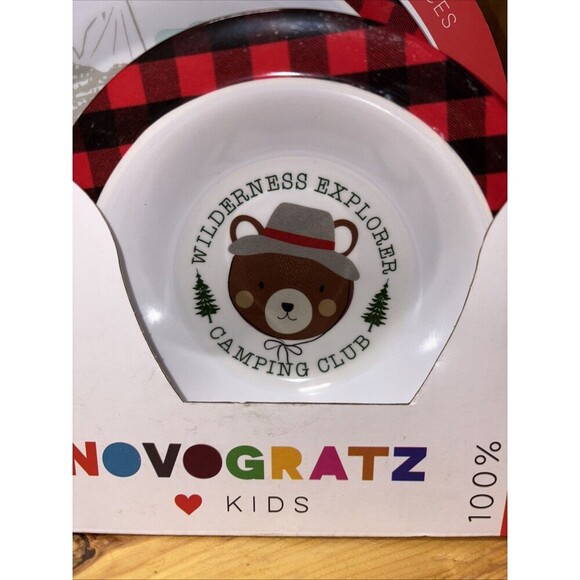 WILDERNESS EXPLORER
CAMPING CLUB
NOVOGRATZ
KIDS
100%